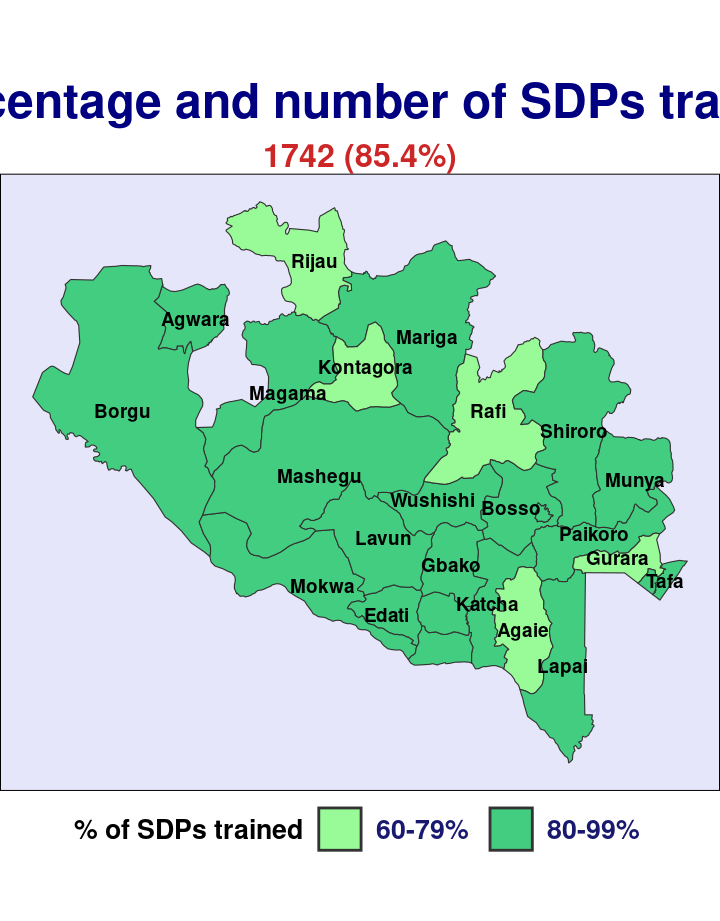 centage and number of SDPs tra
1742 (85.4%)
Rijau
Agwara
Mariga
Kontagora
Magama
Borgu
Rafi
Shiroro
Mashegu
Munya
Wushishi
Bosso
Paikoro
Lavun
Gurara
Gbako
Tafa
Mokwa
Katcha
Edati
Agaie
Lapai
% of SDPs trained 60-79% 80-99%